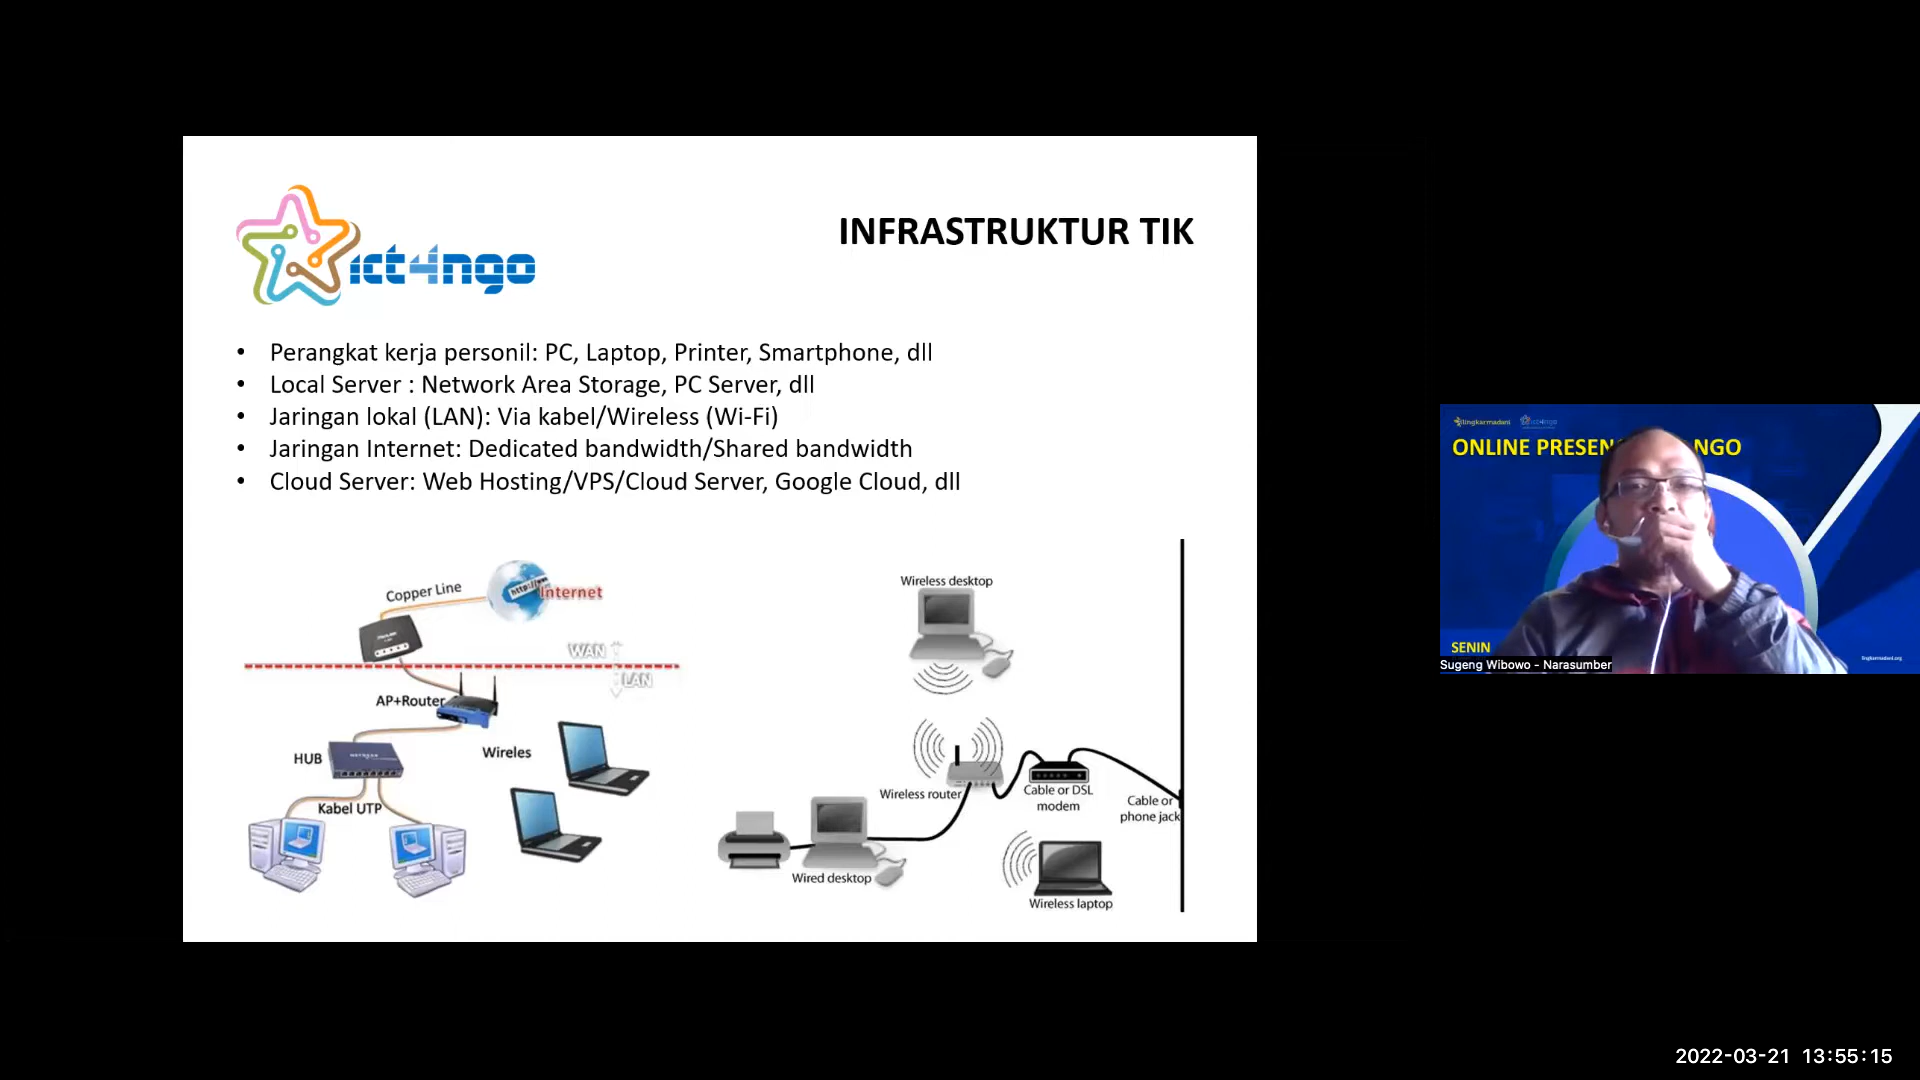 ict4ngo
INFRASTRUKTUR TIK
• Perangkat kerja personil: PC, Laptop, Printer, Smartphone, dll
• Local Server : Network Area Storage, PC Server, dll
• Jaringan lokal (LAN): Via kabel/Wireless (Wi-Fi)
• Jaringan Internet: Dedicated bandwidth/Shared bandwidth
• Cloud Server: Web Hosting/VPS/Cloud Server, Google Cloud, dll
Copper Line
Internet
WAN
LAN
AP+Router
HUB
Wireles
Kabel UTP
Wireless desktop
Wireless router
Cable or DSL
modem
Cable or
phone jack
Wired desktop
Wireless laptop
lingkarmadani
ict4ngo
ONLINE PRESEN
NGO
SENIN
lingkarmadani.org
Sugeng Wibowo - Narasumber
2022-03-21 13:55:15